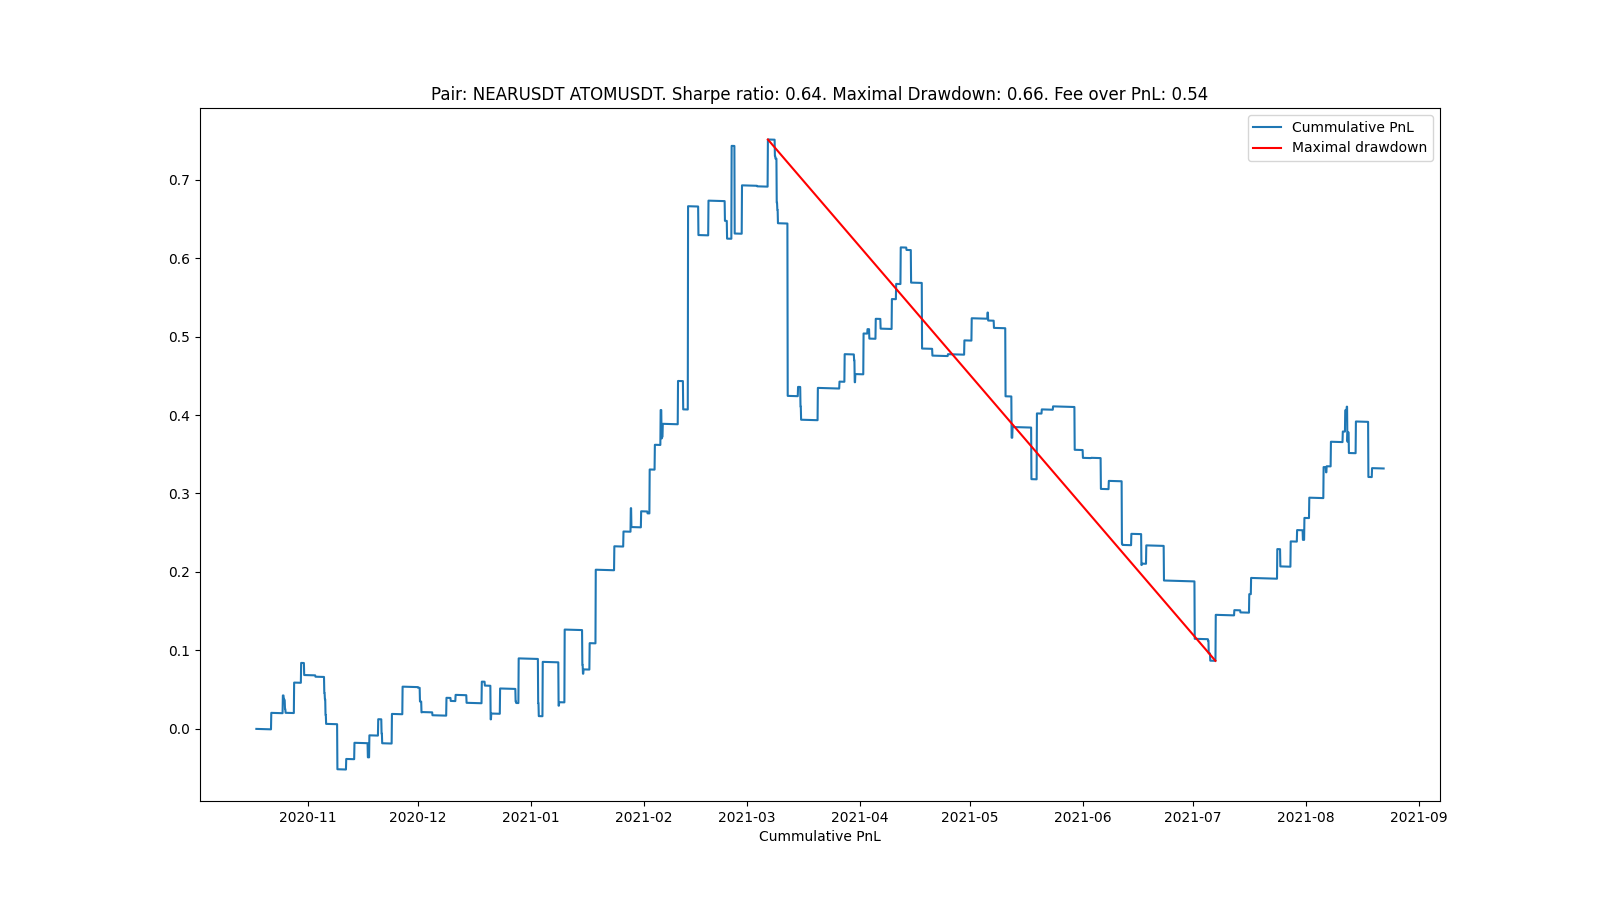 Pair: NEARUSDT ATOMUSDT. Sharpe ratio: 0.64. Maximal Drawdown: 0.66. Fee over PnL: 0.54
Cummulative PnL
Maximal drawdown
0.7
0.6
0.5
0.4
0.3
0.2
0.1
0.0
2020-11 2020-12 2021-01 2021-02 2021-03 2021-04 2021-05 2021-06 2021-07 2021-08 2021-09
Cummulative PnL